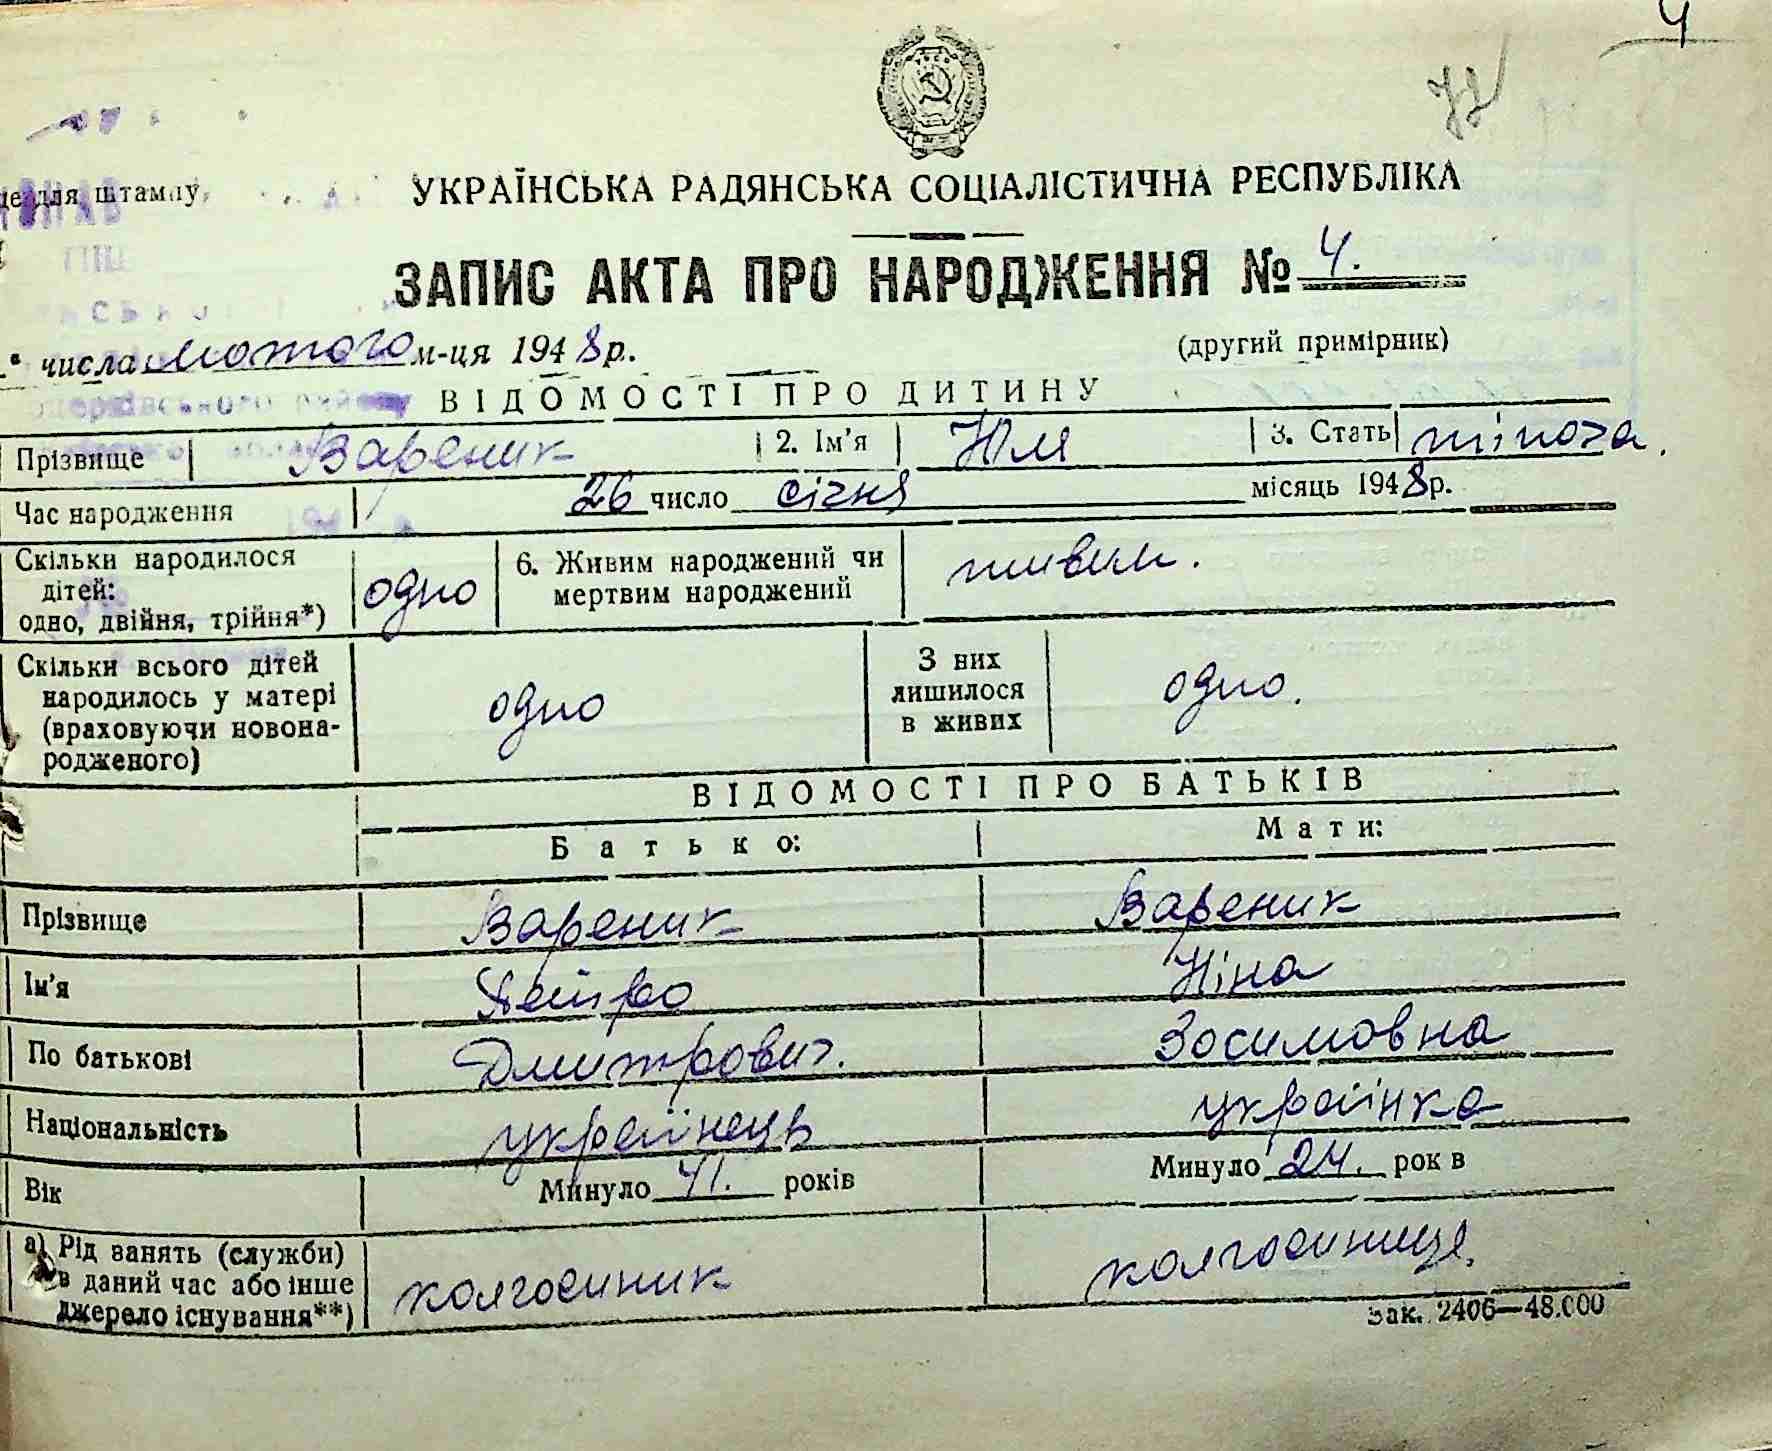 4
УКРАЇНСЬКА РАДЯНСЬКА СОЦІАЛІСТИЧНА РЕСПУБЛІКА
для штампу
ЗАПИС АКТА ПРО НАРОДЖЕННЯ № 4.
числа лютого м-ця 1948 р.
(другий примірник)
ВІДОМОСТІ ПРО ДИТИНУ
Прізвище Вареник 2. Ім'я Юля 3. Стать жіноча.
Час народження 26 число січня місяць 1948 р.
Скільки народилося дітей: одно, двійня, трійня*) одно 6. Живим народжений чи мертвим народжений живим.
Скільки всього дітей народилось у матері (враховуючи новонародженого) одно З них лишилося в живих одно.
ВІДОМОСТІ ПРО БАТЬКІВ
Батько: Мати:
Прізвище Вареник Вареник
Ім'я Петро Ніна
По батькові Дмитрович. Зосимовна
Національність українець українка
Вік Минуло 41. років Минуло 24. рок в
а) Рід занять (служби) в даний час або інше джерело існування**) колгоспник колгоспниця.
Зак. 2406—48.000